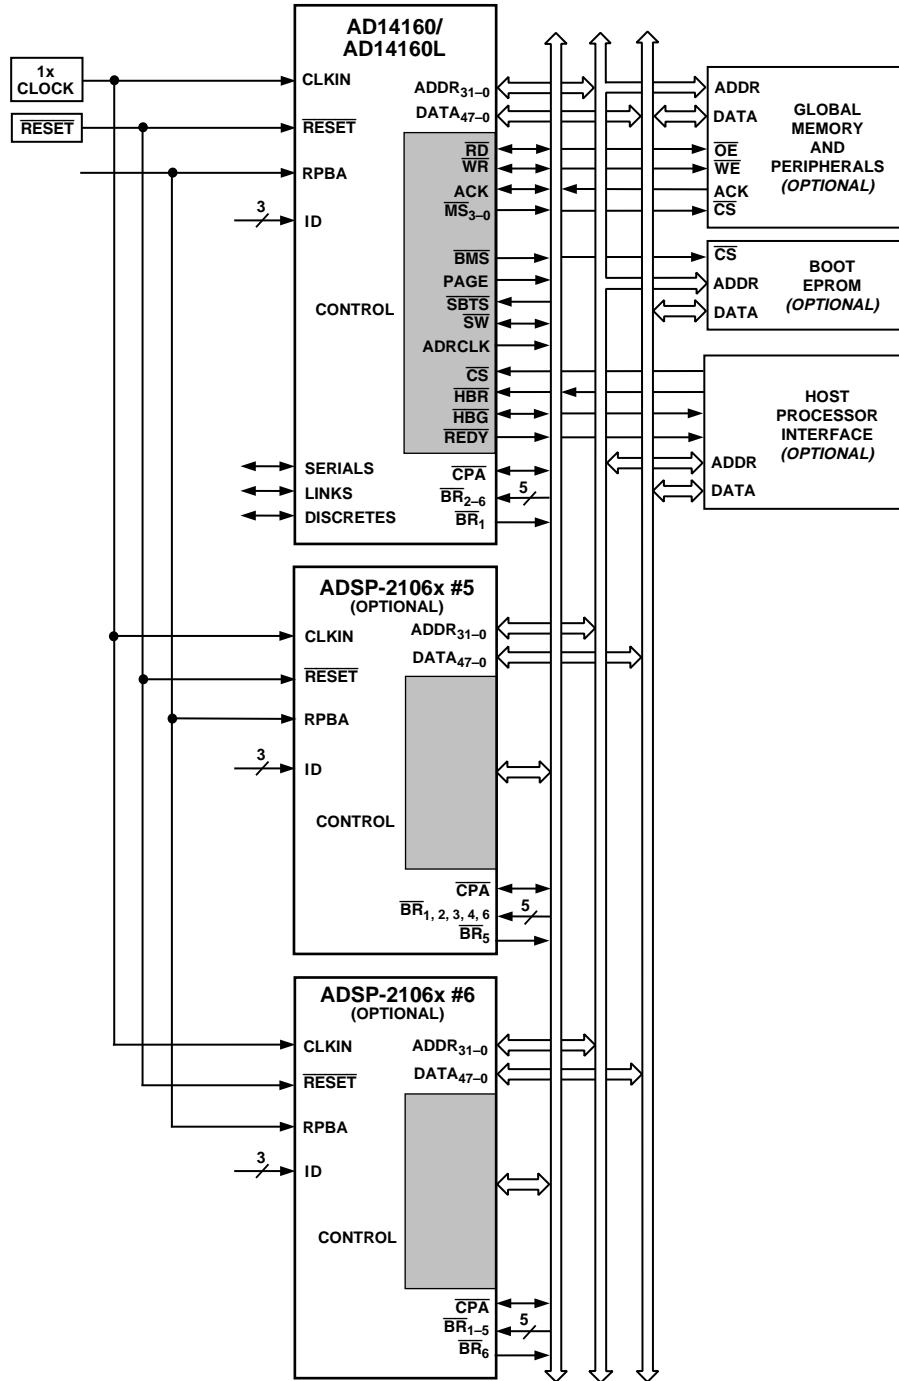 AD14160/
AD14160L
1x
CLOCK
RESET
CLKIN
RESET
RPBA
3
ID
CONTROL
SERIALS
LINKS
DISCRETES
ADDR31–0
DATA47–0
RD
WR
ACK
MS3–0
BMS
PAGE
SBTS
SW
ADRCLK
CS
HBR
HBG
REDY
CPA
BR2–6
5
BR1
ADDR
DATA
OE
WE
ACK
CS
GLOBAL
MEMORY
AND
PERIPHERALS
(OPTIONAL)
CS
ADDR
DATA
BOOT
EPROM
(OPTIONAL)
HOST
PROCESSOR
INTERFACE
(OPTIONAL)
ADDR
DATA
ADSP-2106x #5
(OPTIONAL)
CLKIN
RESET
RPBA
3
ID
CONTROL
ADDR31–0
DATA47–0
CPA
BR1, 2, 3, 4, 6
5
BR5
ADSP-2106x #6
(OPTIONAL)
CLKIN
RESET
RPBA
3
ID
CONTROL
ADDR31–0
DATA47–0
CPA
BR1–5
5
BR6